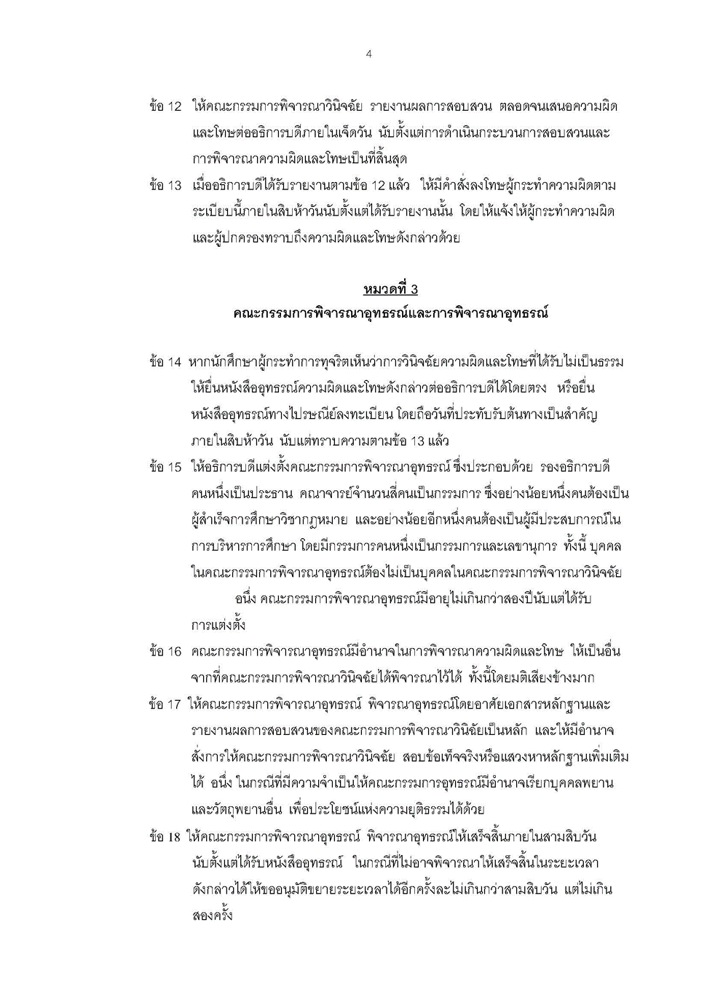 4
ข้อ 12 ให้คณะกรรมการพิจารณาวินิจฉัย รายงานผลการสอบสวน ตลอดจนเสนอความผิด
และโทษต่ออธิการบดีภายในเจ็ดวัน นับตั้งแต่การดำเนินกระบวนการสอบสวนและ
การพิจารณาความผิดและโทษเป็นที่สิ้นสุด
ข้อ 13 เมื่ออธิการบดีได้รับรายงานตามข้อ 12 แล้ว ให้มีคำสั่งลงโทษผู้กระทำความผิดตาม
ระเบียบนี้ภายในสิบห้าวันนับตั้งแต่ได้รับรายงานนั้น โดยให้แจ้งให้ผู้กระทำความผิด
และผู้ปกครองทราบถึงความผิดและโทษดังกล่าวด้วย
หมวดที่ 3
คณะกรรมการพิจารณาอุทธรณ์และการพิจารณาอุทธรณ์
ข้อ 14 หากนักศึกษาผู้กระทำการทุจริตเห็นว่าการวินิจฉัยความผิดและโทษที่ได้รับไม่เป็นธรรม
ให้ยื่นหนังสืออุทธรณ์ความผิดและโทษดังกล่าวต่ออธิการบดีได้โดยตรง หรือยื่น
หนังสืออุทธรณ์ทางไปรษณีย์ลงทะเบียน โดยถือวันที่ประทับรับต้นทางเป็นสำคัญ
ภายในสิบห้าวัน นับแต่ทราบความตามข้อ 13 แล้ว
ข้อ 15 ให้อธิการบดีแต่งตั้งคณะกรรมการพิจารณาอุทธรณ์ ซึ่งประกอบด้วย รองอธิการบดี
คนหนึ่งเป็นประธาน คณาจารย์จำนวนสี่คนเป็นกรรมการ ซึ่งอย่างน้อยหนึ่งคนต้องเป็น
ผู้สำเร็จการศึกษาวิชากฎหมาย และอย่างน้อยอีกหนึ่งคนต้องเป็นผู้มีประสบการณ์ใน
การบริหารการศึกษา โดยมีกรรมการคนหนึ่งเป็นกรรมการและเลขานุการ ทั้งนี้ บุคคล
ในคณะกรรมการพิจารณาอุทธรณ์ต้องไม่เป็นบุคคลในคณะกรรมการพิจารณาวินิจฉัย
อนึ่ง คณะกรรมการพิจารณาอุทธรณ์มีอายุไม่เกินกว่าสองปีนับแต่ได้รับ
การแต่งตั้ง
ข้อ 16 คณะกรรมการพิจารณาอุทธรณ์มีอำนาจในการพิจารณาความผิดและโทษ ให้เป็นอื่น
จากที่คณะกรรมการพิจารณาวินิจฉัยได้พิจารณาไว้ได้ ทั้งนี้โดยมติเสียงข้างมาก
ข้อ 17 ให้คณะกรรมการพิจารณาอุทธรณ์ พิจารณาอุทธรณ์โดยอาศัยเอกสารหลักฐานและ
รายงานผลการสอบสวนของคณะกรรมการพิจารณาวินิฉัยเป็นหลัก และให้มีอำนาจ
สั่งการให้คณะกรรมการพิจารณาวินิจฉัย สอบข้อเท็จจริงหรือแสวงหาหลักฐานเพิ่มเติม
ได้ อนึ่ง ในกรณีที่มีความจำเป็นให้คณะกรรมการอุทธรณ์มีอำนาจเรียกบุคคลพยาน
และวัตถุพยานอื่น เพื่อประโยชน์แห่งความยุติธรรมได้ด้วย
ข้อ 18 ให้คณะกรรมการพิจารณาอุทธรณ์ พิจารณาอุทธรณ์ให้เสร็จสิ้นภายในสามสิบวัน
นับตั้งแต่ได้รับหนังสืออุทธรณ์ ในกรณีที่ไม่อาจพิจารณาให้เสร็จสิ้นในระยะเวลา
ดังกล่าวได้ให้ขออนุมัติขยายระยะเวลาได้อีกครั้งละไม่เกินกว่าสามสิบวัน แต่ไม่เกิน
สองครั้ง